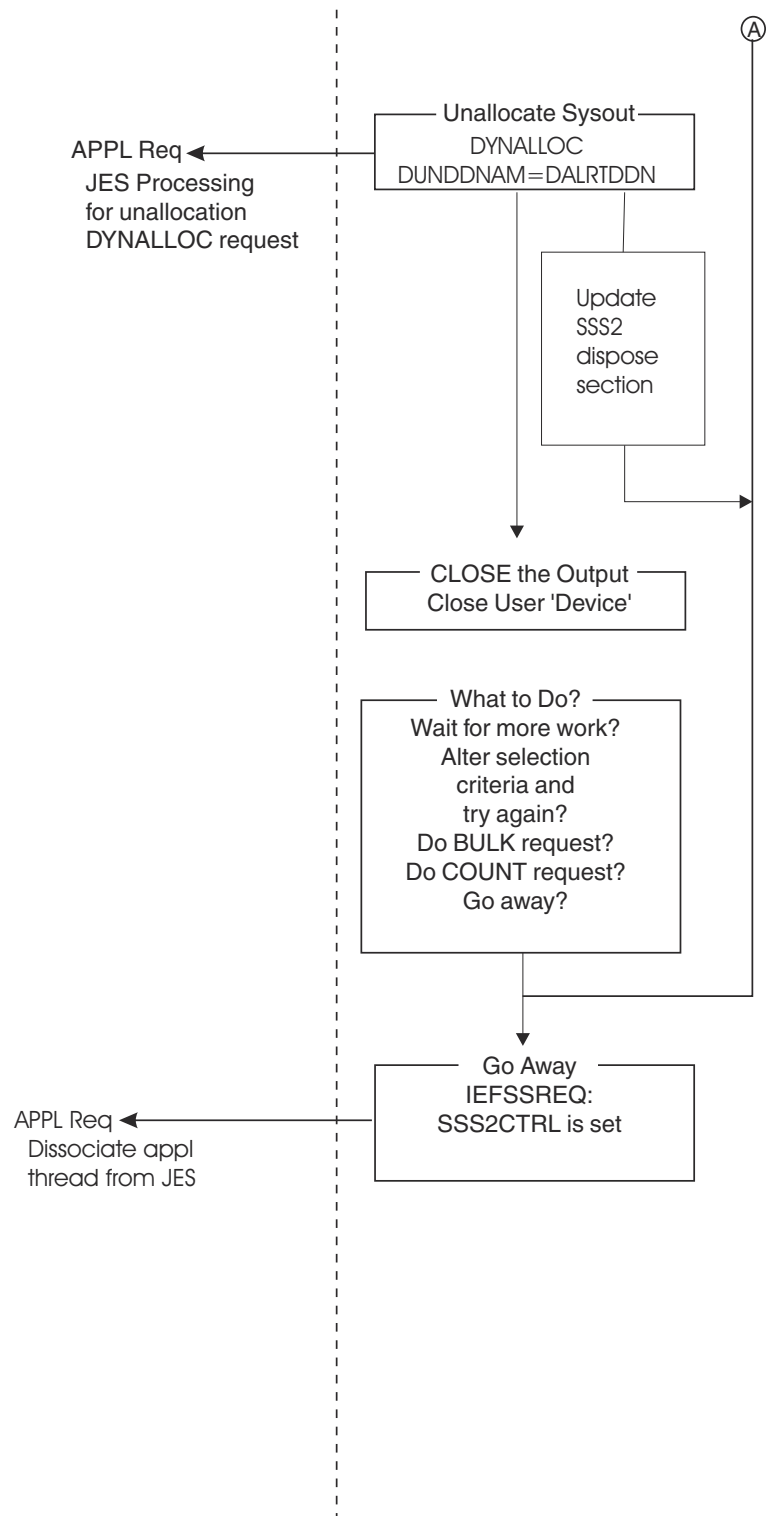 A
Unallocate Sysout
DYNALLOC
DUNDDNAM=DALRTDDN
APPL Req
JES Processing
for unallocation
DYNALLOC request
Update
SSS2
dispose
section
CLOSE the Output
Close User 'Device'
What to Do?
Wait for more work?
Alter selection
criteria and
try again?
Do BULK request?
Do COUNT request?
Go away?
Go Away
IEFSSREQ:
SSS2CTRL is set
APPL Req
Dissociate appl
thread from JES